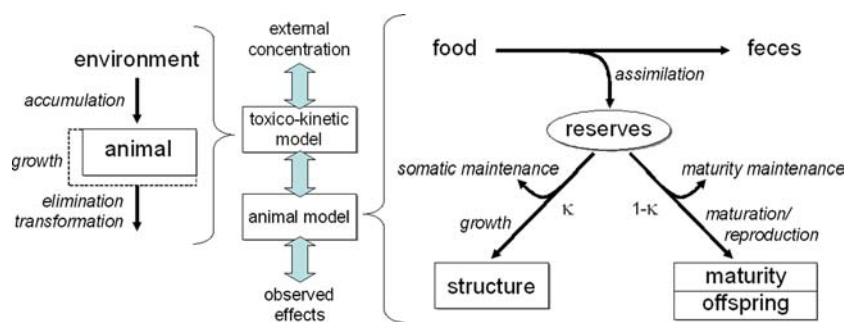 environment
accumulation
growth
animal
elimination
transformation
external
concentration
toxico-kinetic
model
animal model
observed
effects
food
feces
assimilation
reserves
somatic maintenance
maturity maintenance
growth
κ
1-κ
maturation/
reproduction
structure
maturity
offspring